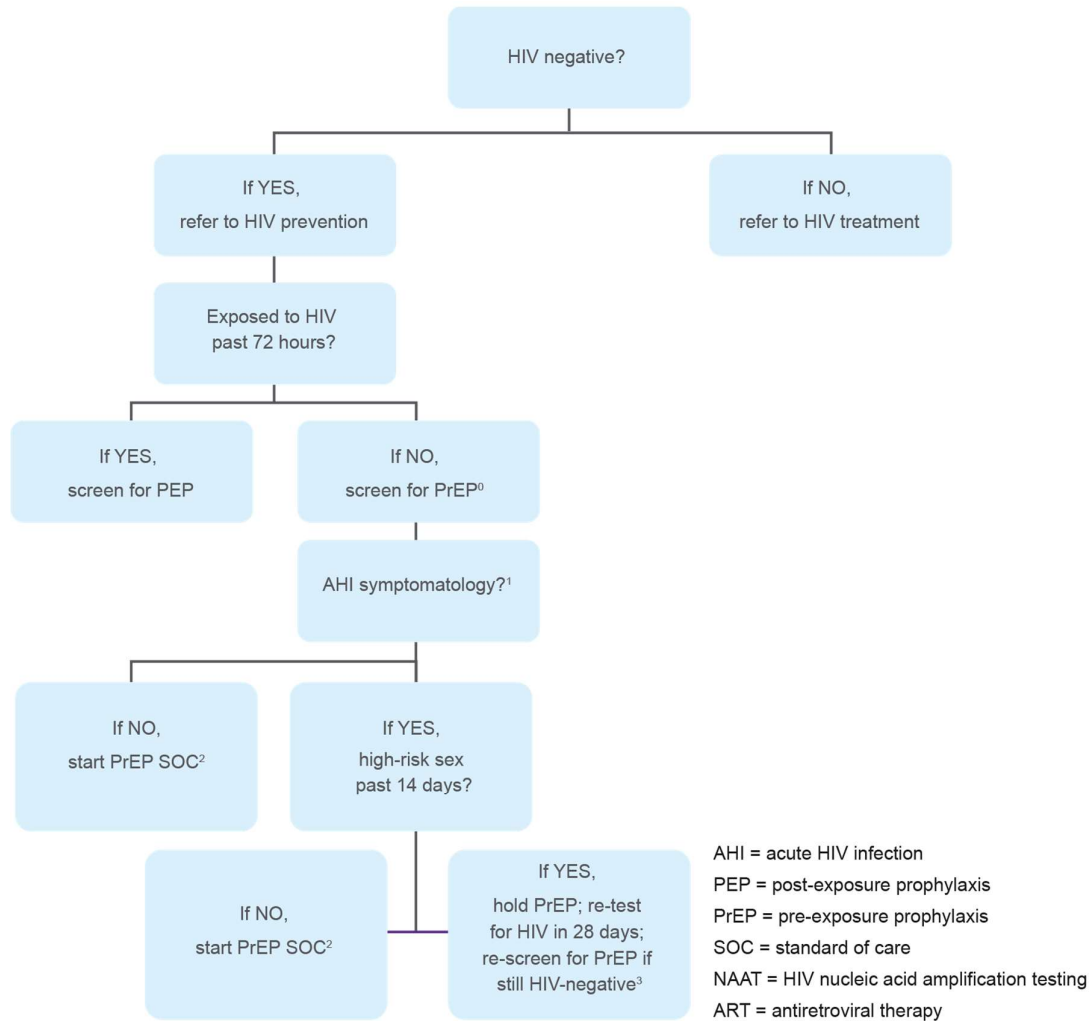 HIV negative?
If YES,
refer to HIV prevention
If NO,
refer to HIV treatment
Exposed to HIV
past 72 hours?
If YES,
screen for PEP
If NO,
screen for PrEP⁰
AHI symptomatology?¹
If NO,
start PrEP SOC²
If YES,
high-risk sex
past 14 days?
If NO,
start PrEP SOC²
If YES,
hold PrEP; re-test
for HIV in 28 days;
re-screen for PrEP if
still HIV-negative³
AHI = acute HIV infection
PEP = post-exposure prophylaxis
PrEP = pre-exposure prophylaxis
SOC = standard of care
NAAT = HIV nucleic acid amplification testing
ART = antiretroviral therapy